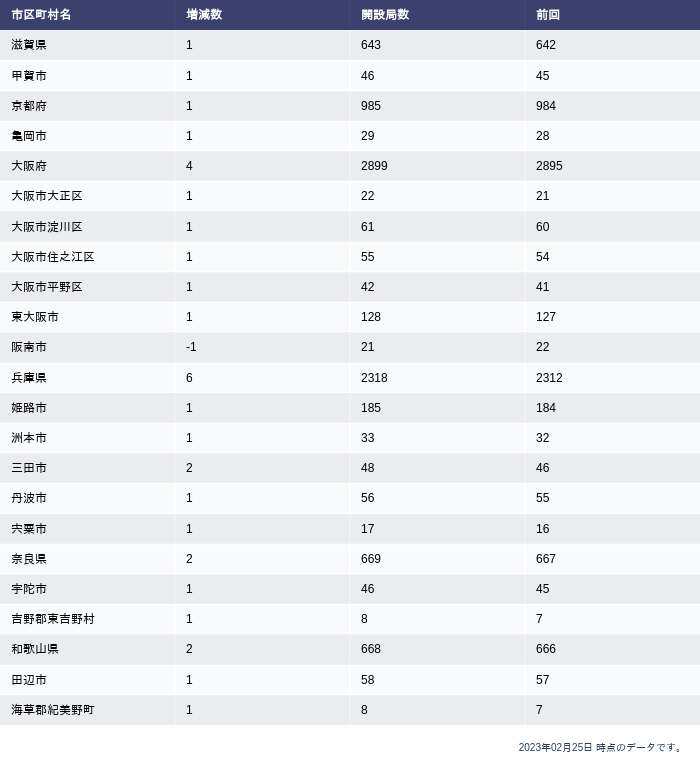 市区町村名 増減数 開設局数 前回
滋賀県 1 643 642
甲賀市 1 46 45
京都府 1 985 984
亀岡市 1 29 28
大阪府 4 2899 2895
大阪市大正区 1 22 21
大阪市淀川区 1 61 60
大阪市住之江区 1 55 54
大阪市平野区 1 42 41
東大阪市 1 128 127
阪南市 -1 21 22
兵庫県 6 2318 2312
姫路市 1 185 184
洲本市 1 33 32
三田市 2 48 46
丹波市 1 56 55
宍粟市 1 17 16
奈良県 2 669 667
宇陀市 1 46 45
吉野郡東吉野村 1 8 7
和歌山県 2 668 666
田辺市 1 58 57
海草郡紀美野町 1 8 7
2023年02月25日 時点のデータです。